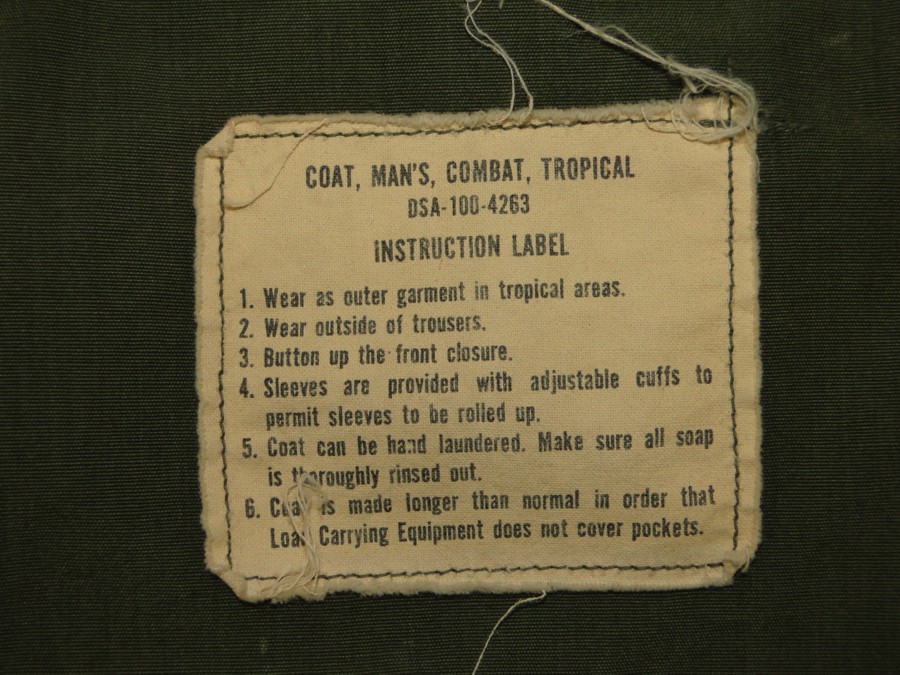 COAT, MAN'S, COMBAT, TROPICAL
DSA-100-4263
INSTRUCTION LABEL
1. Wear as outer garment in tropical areas.
2. Wear outside of trousers.
3. Button up the front closure.
4. Sleeves are provided with adjustable cuffs to
permit sleeves to be rolled up.
5. Coat can be hand laundered. Make sure all soap
is thoroughly rinsed out.
6. Coat is made longer than normal in order that
Load Carrying Equipment does not cover pockets.